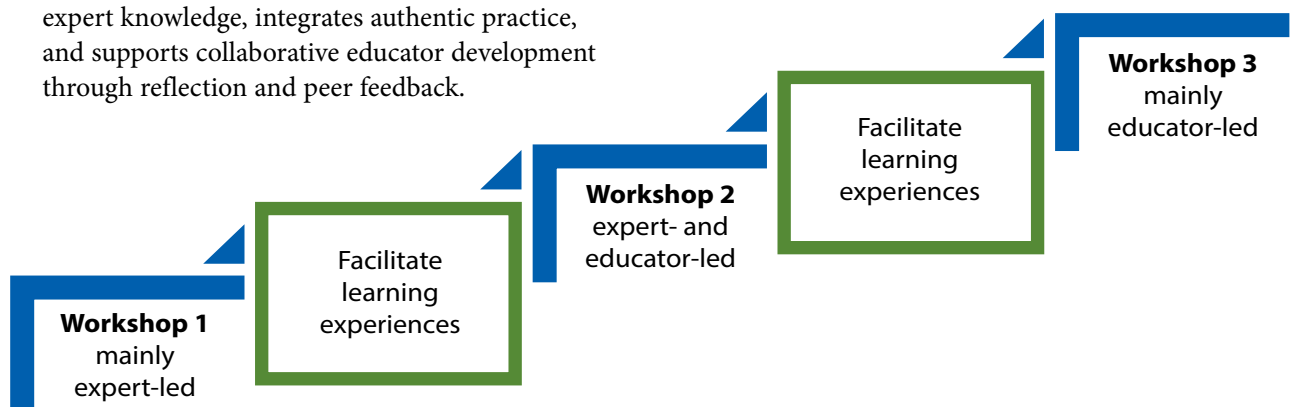 expert knowledge, integrates authentic practice,
and supports collaborative educator development
through reflection and peer feedback.
Workshop 1
mainly
expert-led
Facilitate
learning
experiences
Workshop 2
expert- and
educator-led
Facilitate
learning
experiences
Workshop 3
mainly
educator-led